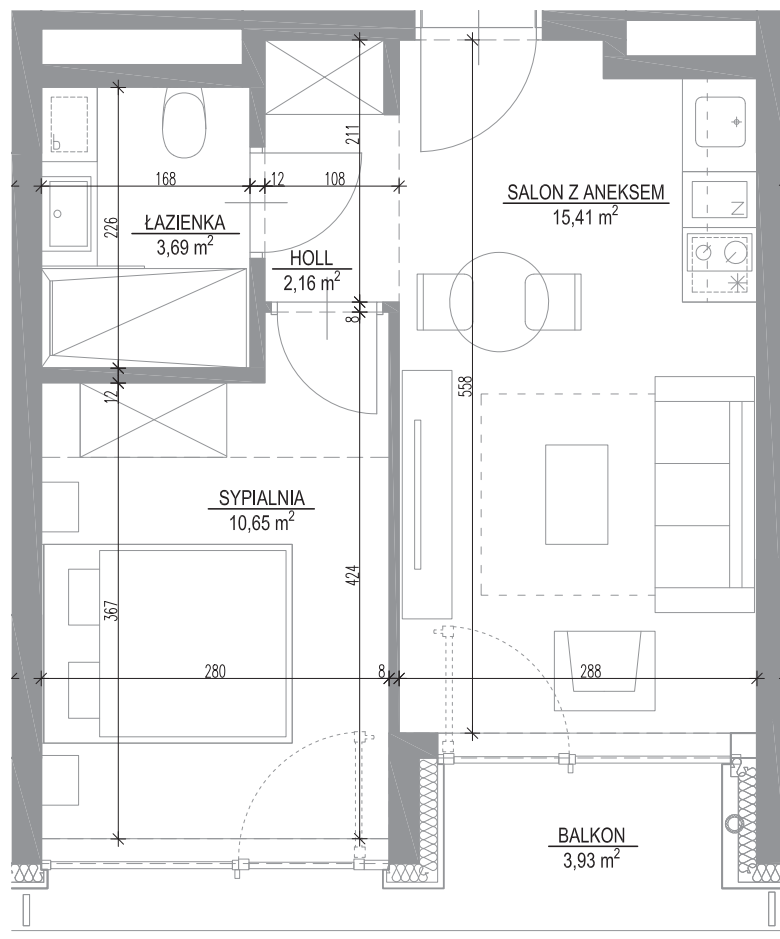 211
168
12
108
SALON Z ANEKSEM
15,41 m²
226
ŁAZIENKA
3,69 m²
HOLL
2,16 m²
8
12
558
SYPIALNIA
10,65 m²
424
367
280
8
288
BALKON
3,93 m²